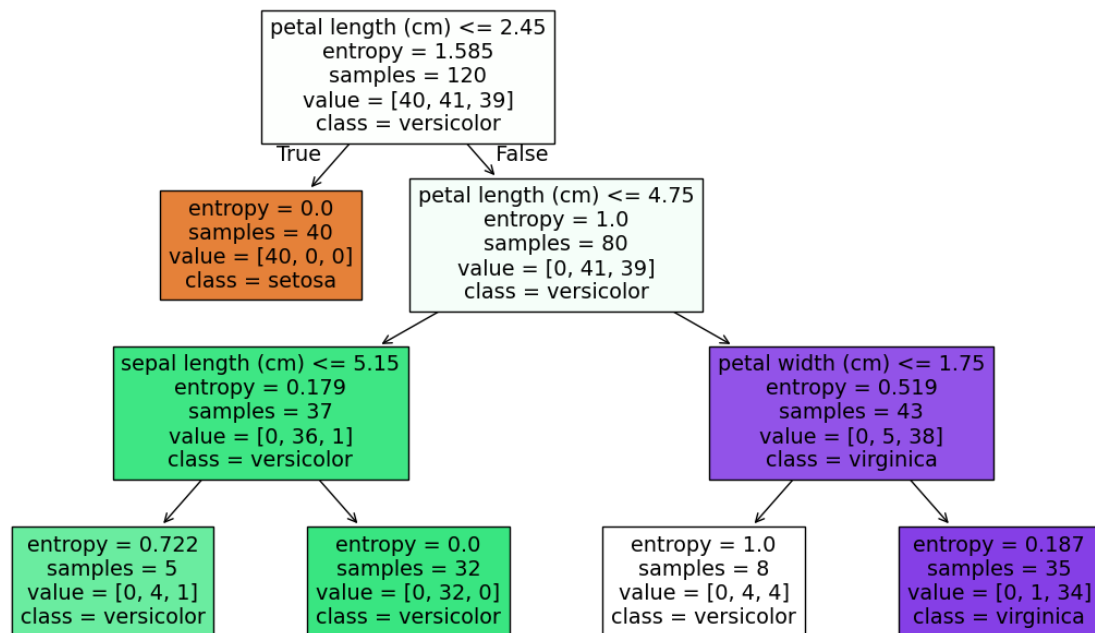 petal length (cm) <= 2.45
entropy = 1.585
samples = 120
value = [40, 41, 39]
class = versicolor
True
False
entropy = 0.0
samples = 40
value = [40, 0, 0]
class = setosa
petal length (cm) <= 4.75
entropy = 1.0
samples = 80
value = [0, 41, 39]
class = versicolor
sepal length (cm) <= 5.15
entropy = 0.179
samples = 37
value = [0, 36, 1]
class = versicolor
petal width (cm) <= 1.75
entropy = 0.519
samples = 43
value = [0, 5, 38]
class = virginica
entropy = 0.722
samples = 5
value = [0, 4, 1]
class = versicolor
entropy = 0.0
samples = 32
value = [0, 32, 0]
class = versicolor
entropy = 1.0
samples = 8
value = [0, 4, 4]
class = versicolor
entropy = 0.187
samples = 35
value = [0, 1, 34]
class = virginica